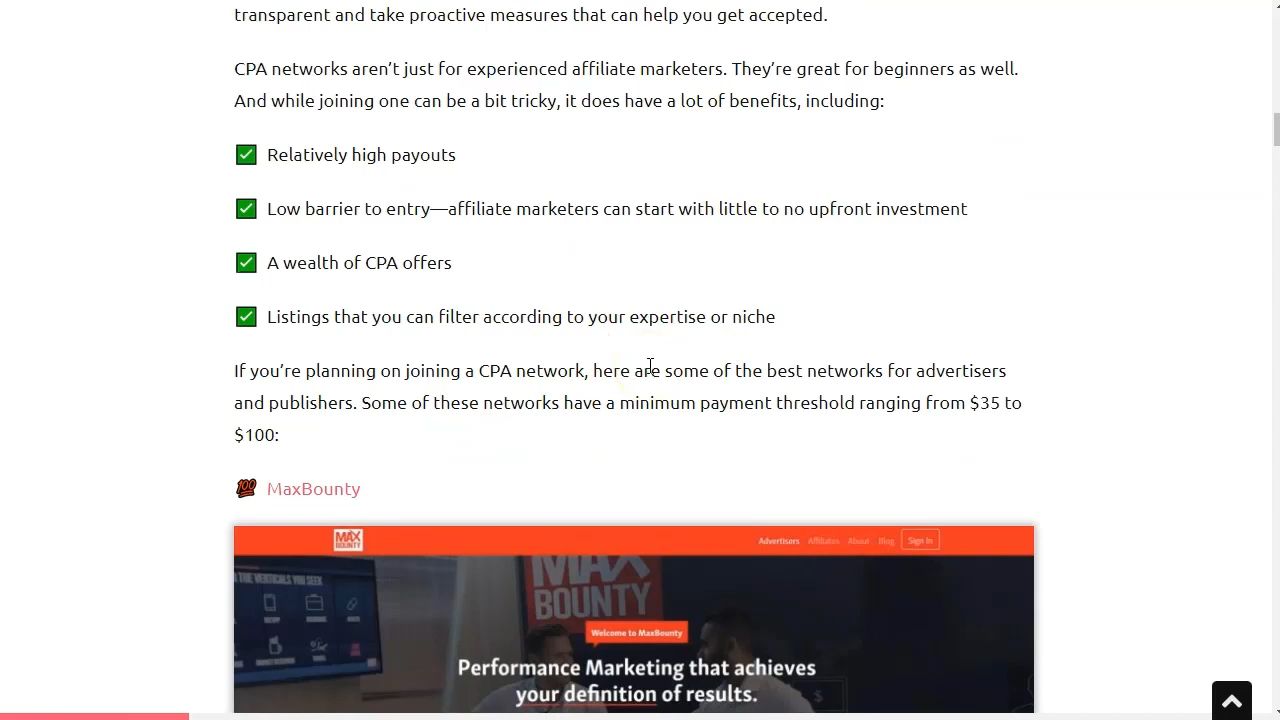 transparent and take proactive measures that can help you get accepted.
CPA networks aren’t just for experienced affiliate marketers. They’re great for beginners as well.
And while joining one can be a bit tricky, it does have a lot of benefits, including:
✅ Relatively high payouts
✅ Low barrier to entry—affiliate marketers can start with little to no upfront investment
✅ A wealth of CPA offers
✅ Listings that you can filter according to your expertise or niche
If you’re planning on joining a CPA network, here are some of the best networks for advertisers
and publishers. Some of these networks have a minimum payment threshold ranging from $35 to
$100:
💯 MaxBounty
MAX BOUNTY
Advertisers Affiliates About Blog Sign In
THE VERTICALS YOU SEEK
MAX
BOUNTY
Welcome to MaxBounty
Performance Marketing that achieves
your definition of results.